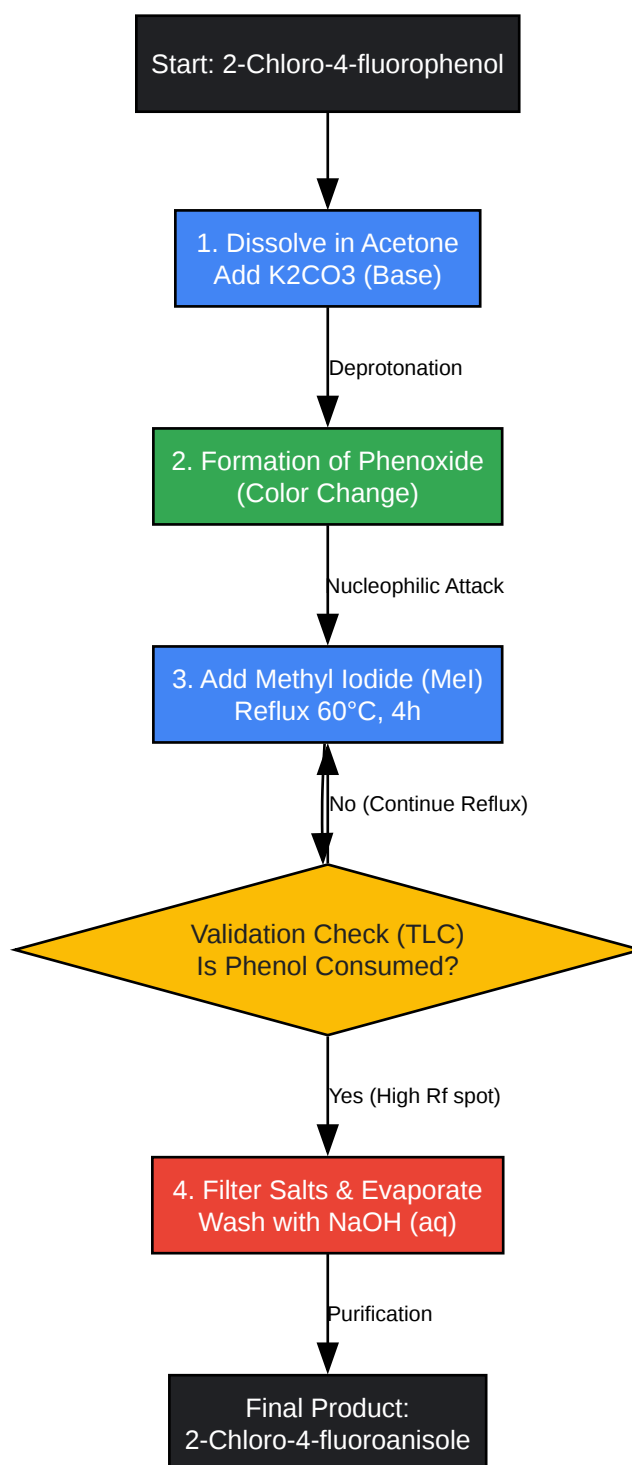 Start: 2-Chloro-4-fluorophenol
1. Dissolve in Acetone
Add K2CO3 (Base)
Deprotonation
2. Formation of Phenoxide
(Color Change)
Nucleophilic Attack
3. Add Methyl Iodide (MeI)
Reflux 60°C, 4h
No (Continue Reflux)
Validation Check (TLC)
Is Phenol Consumed?
Yes (High Rf spot)
4. Filter Salts & Evaporate
Wash with NaOH (aq)
Purification
Final Product:
2-Chloro-4-fluoroanisole